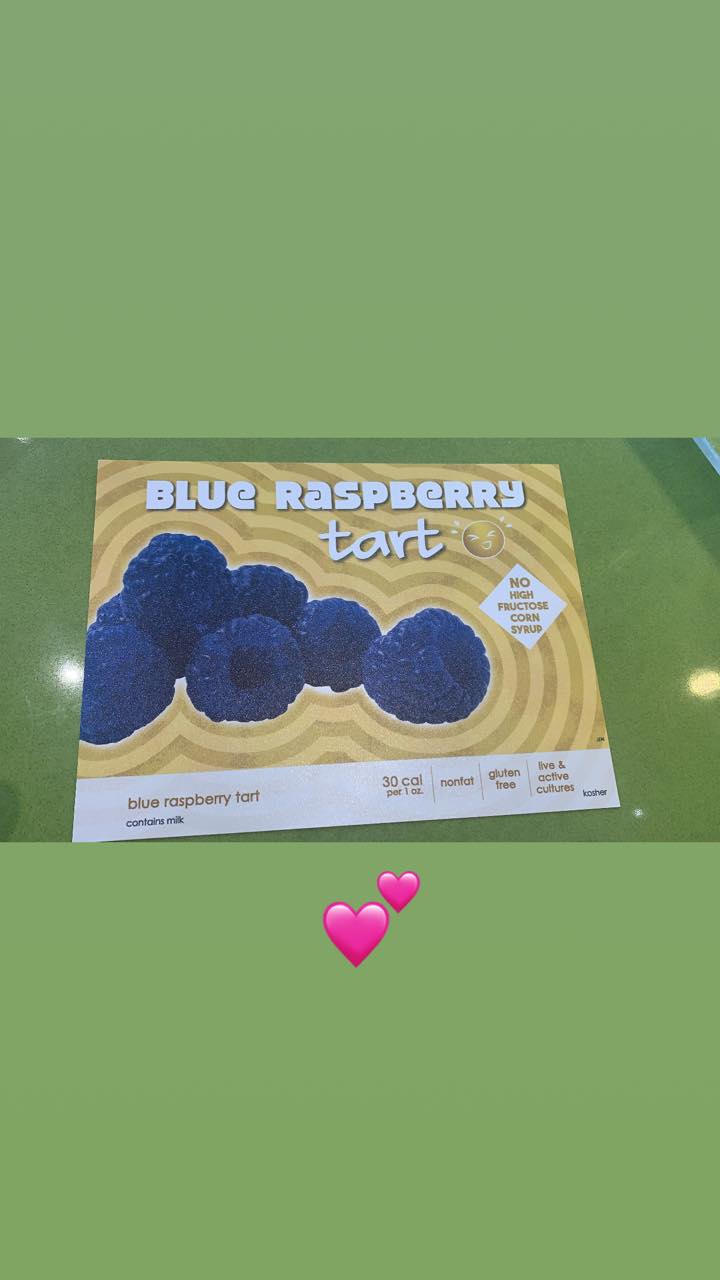 BLUE RASPBERRY
tart
NO
HIGH
FRUCTOSE
CORN
SYRUP
blue raspberry tart
contains milk
30 cal
per 1 oz.
nonfat
gluten
free
live &
active
cultures
kosher